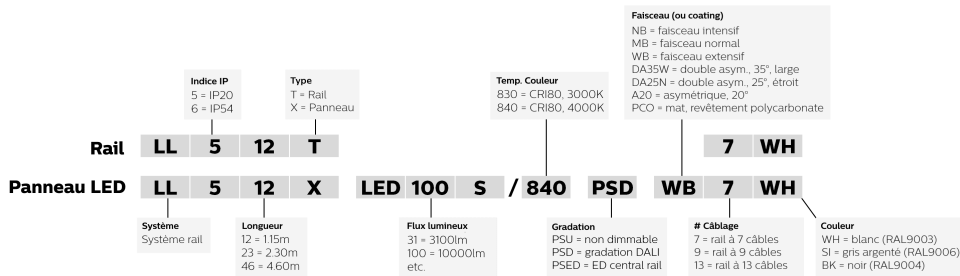 Faisceau (ou coating)
NB = faisceau intensif
MB = faisceau normal
WB = faisceau extensif
DA35W = double asym., 35°, large
DA25N = double asym., 25°, étroit
A20 = asymétrique, 20°
PCO = mat, revêtement polycarbonate
Indice IP
5 = IP20
6 = IP54
Type
T = Rail
X = Panneau
Temp. Couleur
830 = CRI80, 3000K
840 = CRI80, 4000K
Rail LL 5 12 T 7 WH
Panneau LED LL 5 12 X LED 100 S / 840 PSD WB 7 WH
Système
Système rail
Longueur
12 = 1.15m
23 = 2.30m
46 = 4.60m
Flux lumineux
31 = 3100lm
100 = 10000lm
etc.
Gradation
PSU = non dimmable
PSD = gradation DALI
PSED = ED central rail
# Câblage
7 = rail à 7 câbles
9 = rail à 9 câbles
13 = rail à 13 câbles
Couleur
WH = blanc (RAL9003)
SI = gris argenté (RAL9006)
BK = noir (RAL9004)